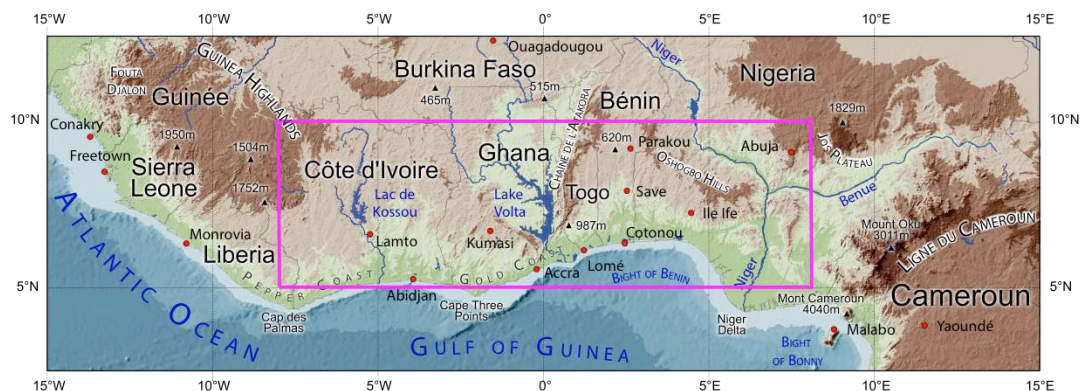 15°W 10°W 5°W 0° 5°E 10°E 15°E
Ouagadougou
Niger
Burkina Faso
515m
465m
Nigeria
Guinea Highlands
Fouta
Djalon
Guinée
Bénin
Chaîne de l'Atakora
1829m
10°N
10°N
Conakry
1950m
1504m
620m
Parakou
Abuja
Jos Plateau
Freetown
Sierra
Leone
1752m
Côte d'Ivoire
Ghana
Togo
Oshogbo Hills
Save
Benue
Lac de
Kossou
Lake
Volta
Ile Ife
Mount Oku
3011m
Ligne du Cameroun
Atlantic Ocean
Monrovia
Liberia
Lamto
Kumasi
987m
Cotonou
Pepper Coast
Gold Coast
Accra
Lomé
Bight of Benin
Niger
5°N
5°N
Abidjan
Cape Three
Points
Cap des
Palmas
Mont Cameroun
4040m
Cameroun
Niger
Delta
Malabo
Yaoundé
Gulf of Guinea
Bight
of Bonny
15°W 10°W 5°W 0° 5°E 10°E 15°E